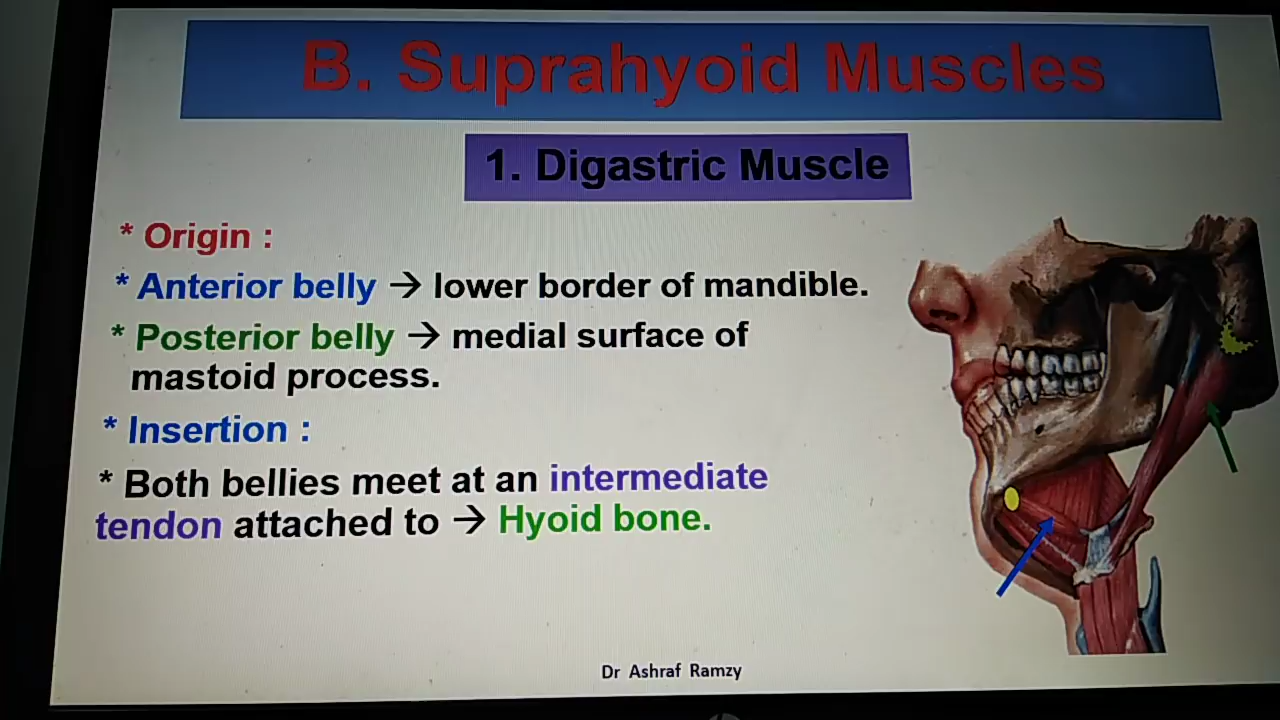 B. Suprahyoid Muscles
1. Digastric Muscle
* Origin :
* Anterior belly → lower border of mandible.
* Posterior belly → medial surface of
mastoid process.
* Insertion :
* Both bellies meet at an intermediate
tendon attached to → Hyoid bone.
Dr Ashraf Ramzy